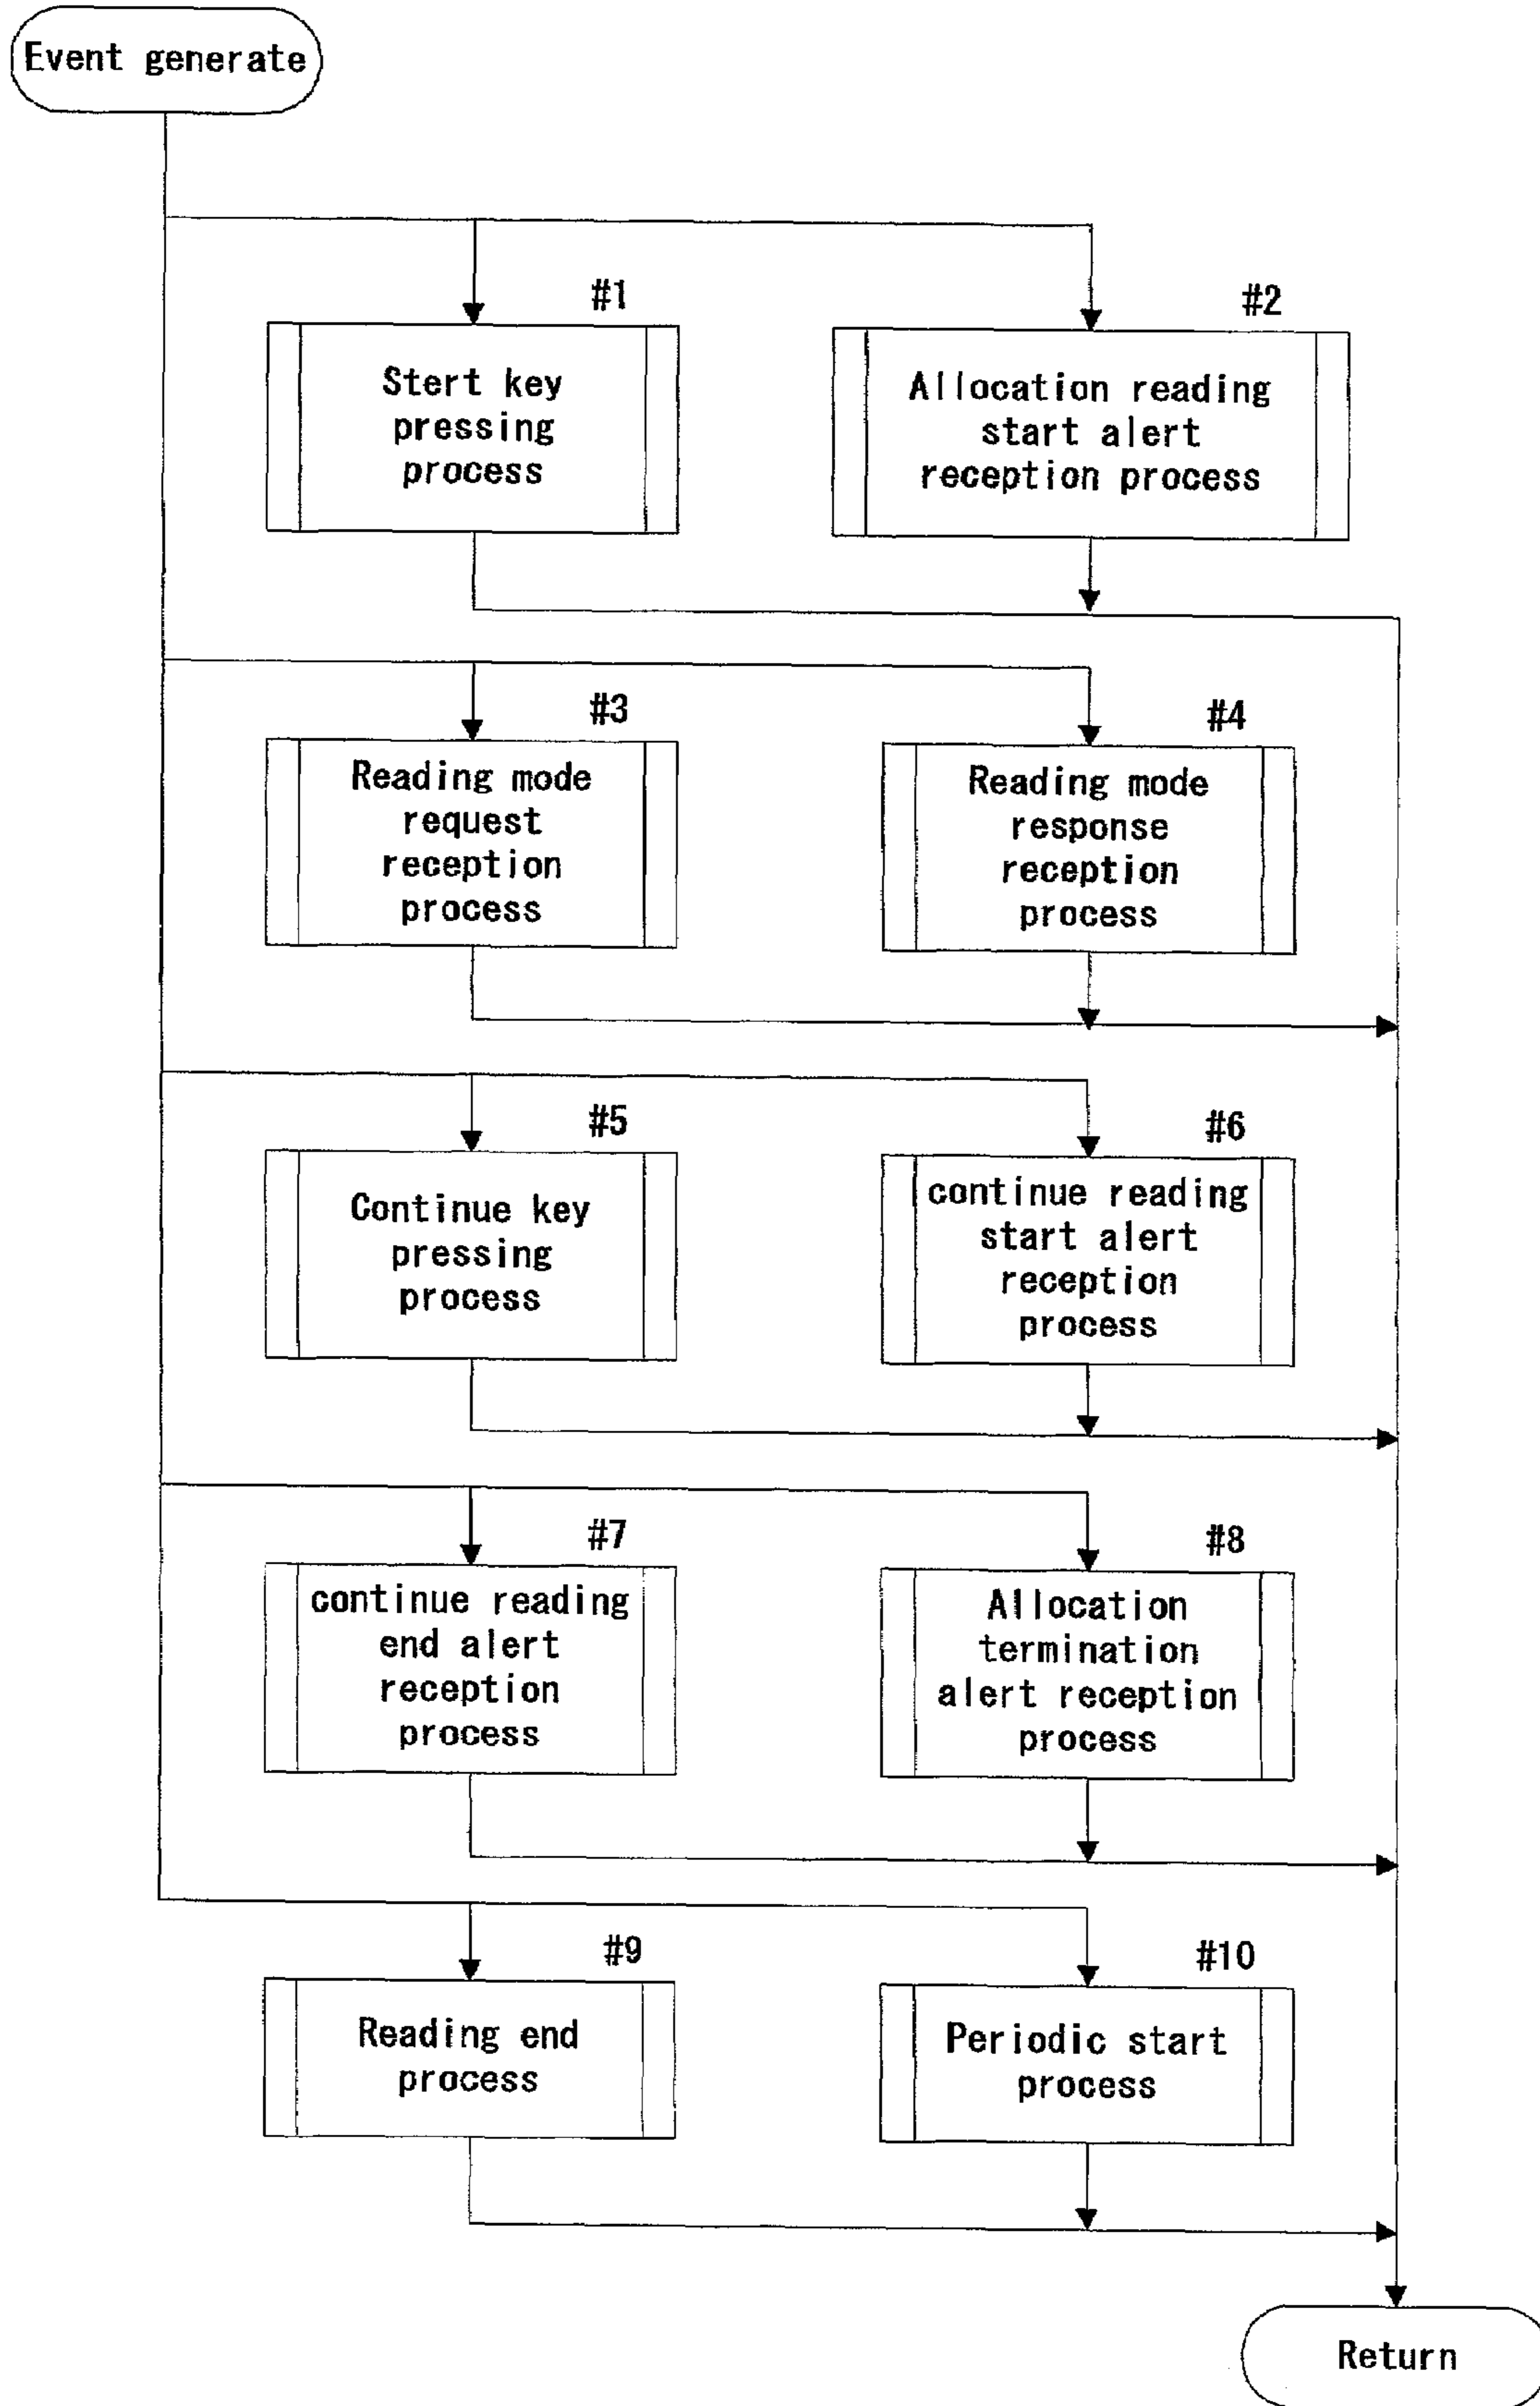 Event generate
#1
Stert key
pressing
process
#2
Allocation reading
start alert
reception process
#3
Reading mode
request
reception
process
#4
Reading mode
response
reception
process
#5
Continue key
pressing
process
#6
continue reading
start alert
reception
process
#7
continue reading
end alert
reception
process
#8
Allocation
termination
alert reception
process
#9
Reading end
process
#10
Periodic start
process
Return